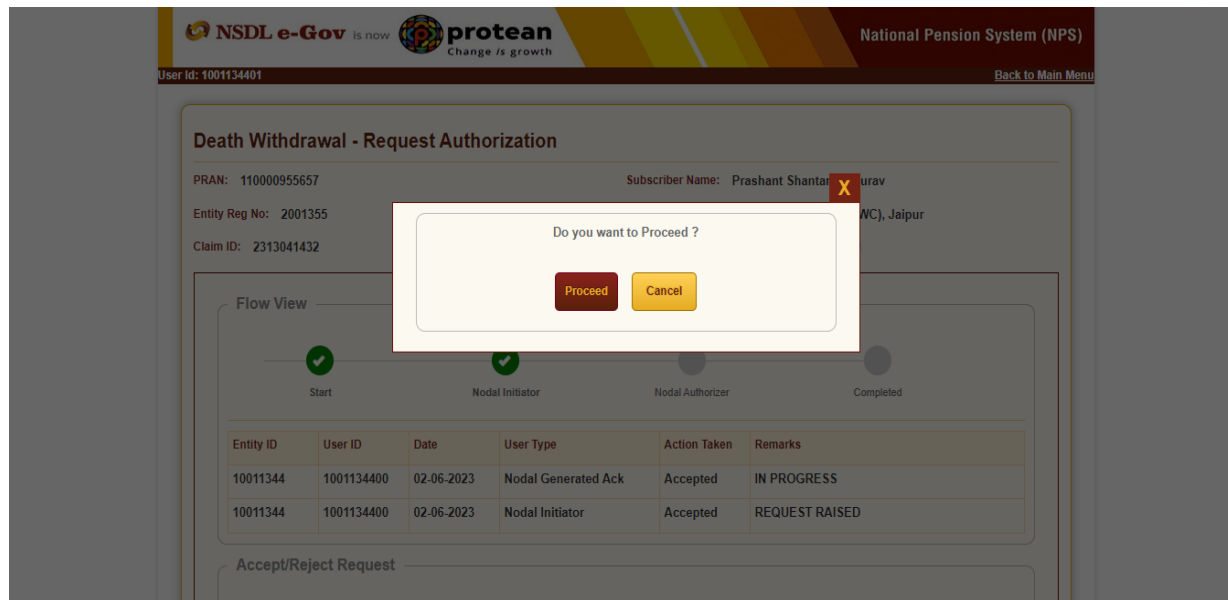 NSDL e-Gov is now protean
Change is growth
National Pension System (NPS)
User Id: 1001134401 Back to Main Menu
Death Withdrawal - Request Authorization
PRAN: 110000955657 Subscriber Name: Prashant
Entity Reg No: 2001355 Jaipur
Claim ID: 2313041432
X
Do you want to Proceed ?
Proceed Cancel
Flow View
Start Nodal Initiator Nodal Authorizer Completed
Entity ID User ID Date User Type Action Taken Remarks
10011344 1001134400 02-06-2023 Nodal Generated Ack Accepted IN PROGRESS
10011344 1001134400 02-06-2023 Nodal Initiator Accepted REQUEST RAISED
Accept/Reject Request